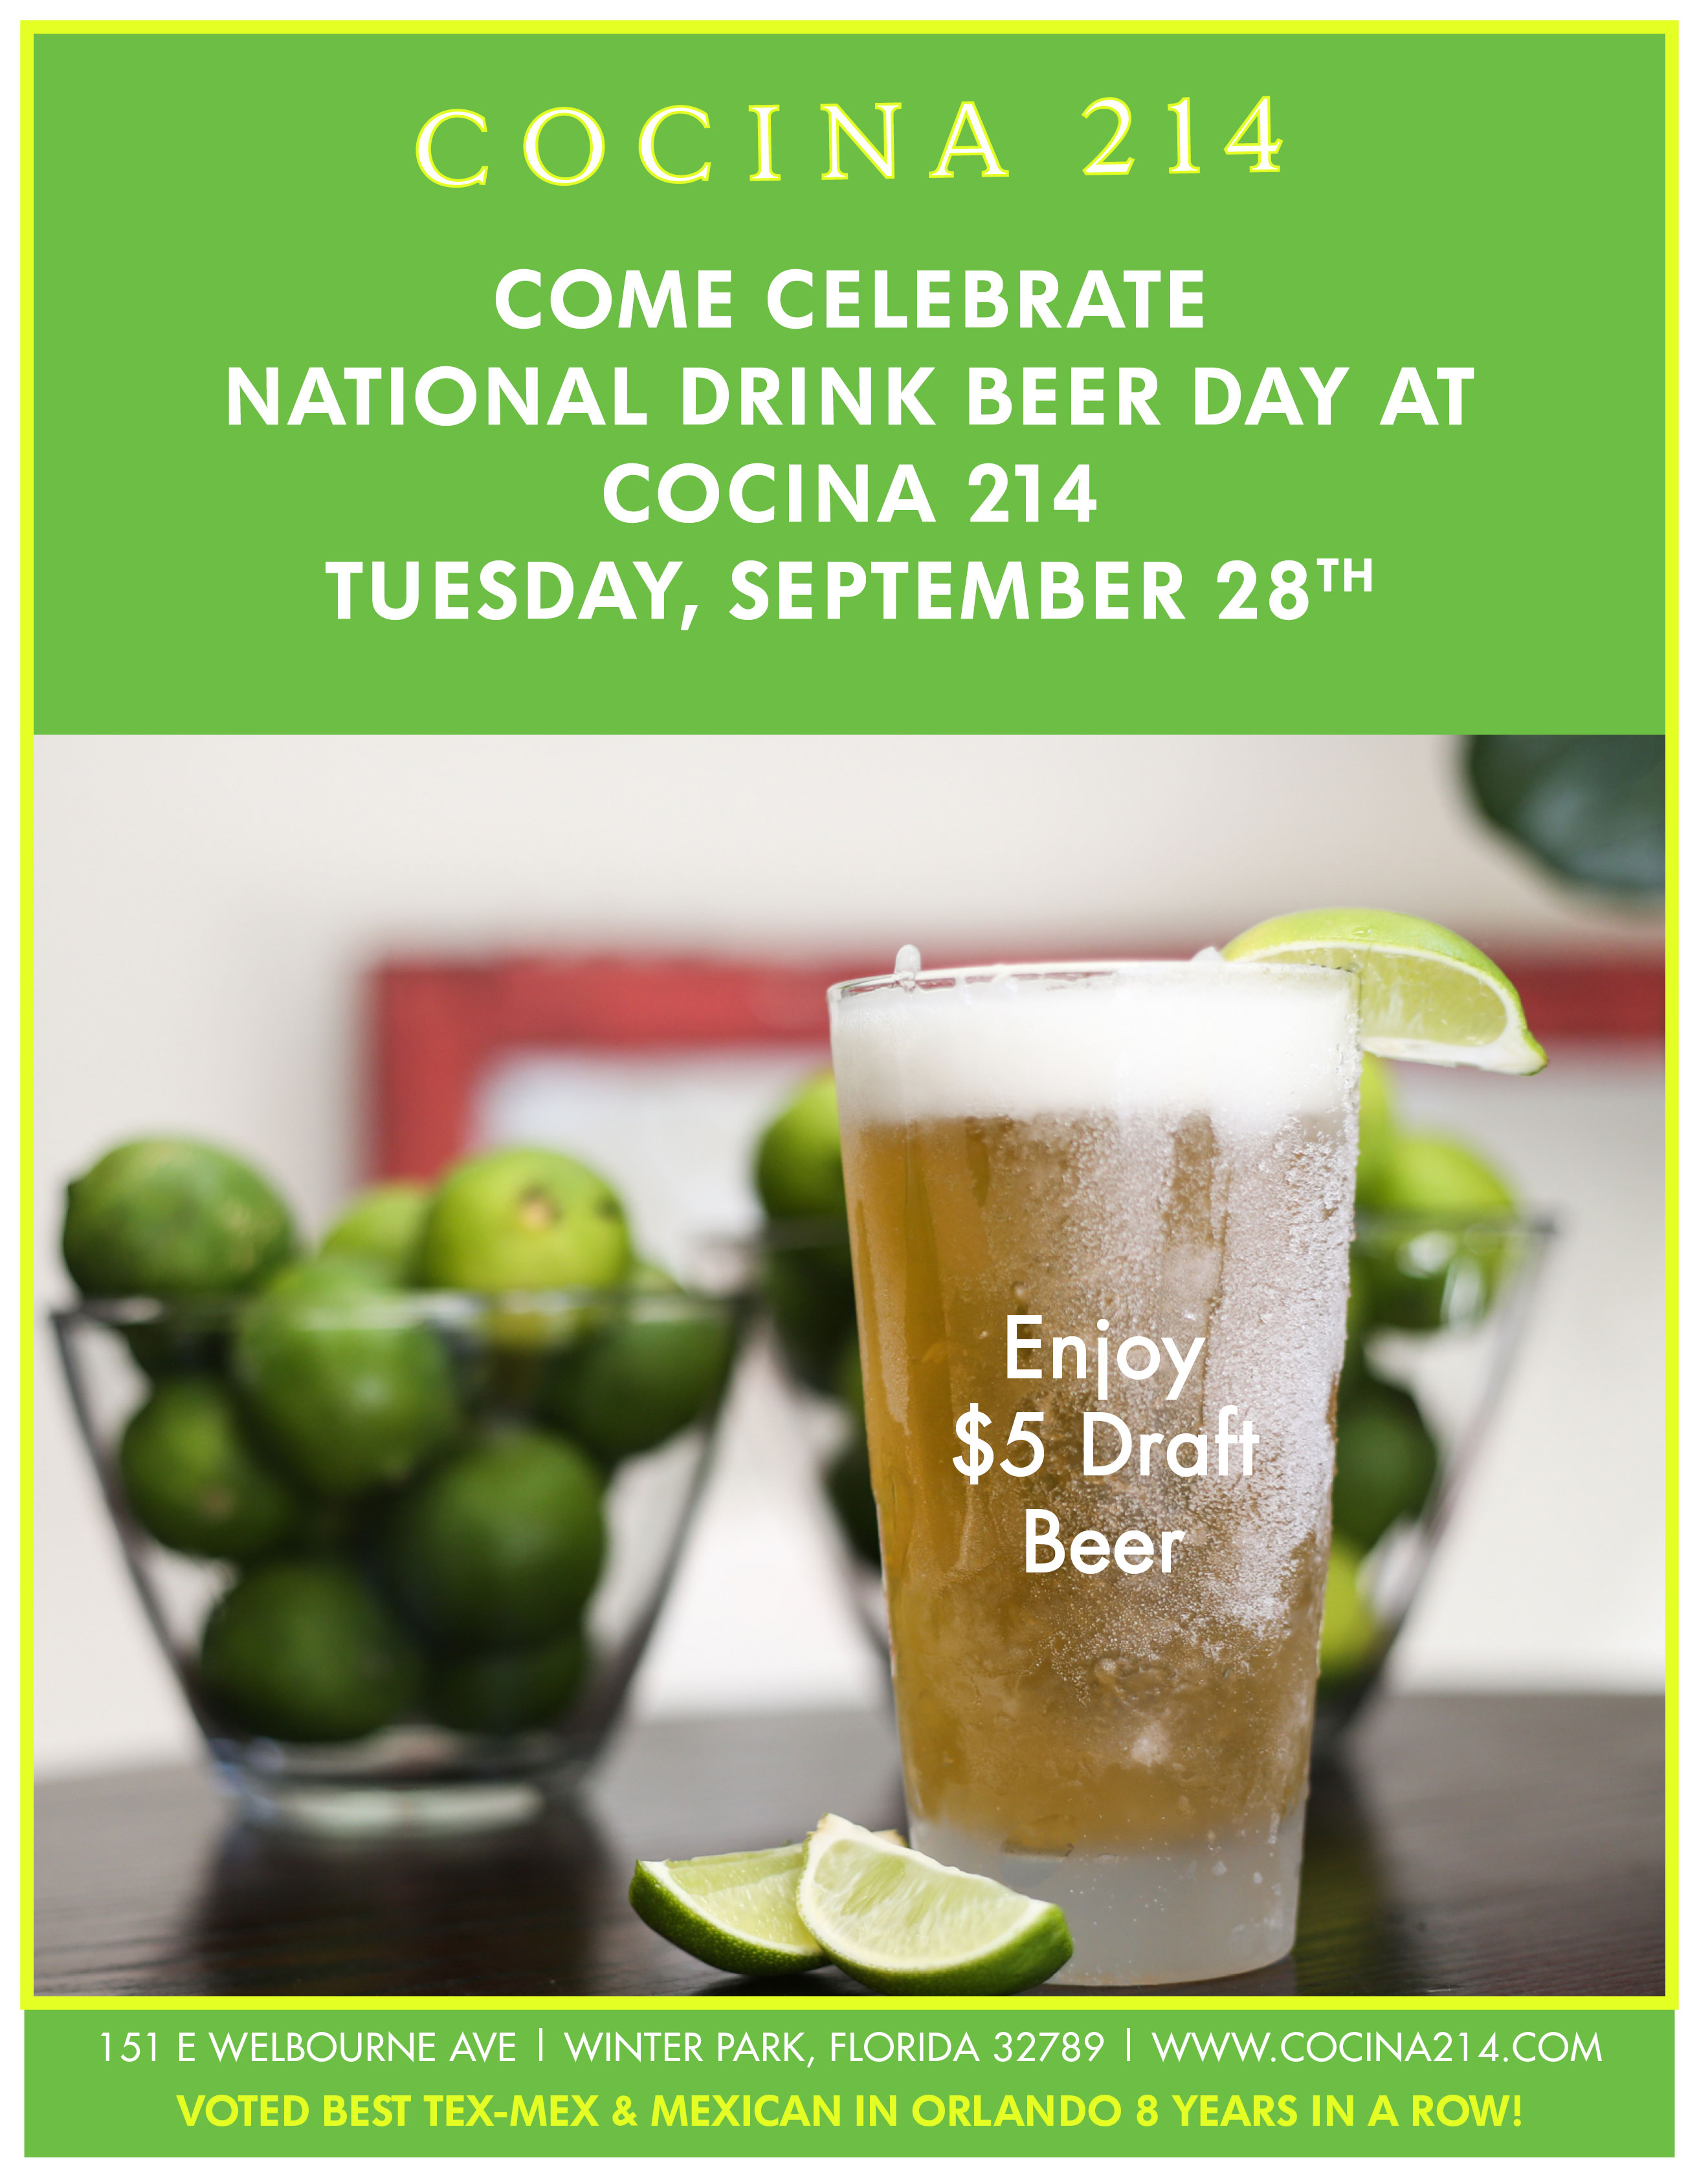 COCINA 214
COME CELEBRATE
NATIONAL DRINK BEER DAY AT
COCINA 214
TUESDAY, SEPTEMBER 28TH
Enjoy
$5 Draft
Beer
151 E WELBOURNE AVE | WINTER PARK, FLORIDA 32789 | WWW.COCINA214.COM
VOTED BEST TEX-MEX & MEXICAN IN ORLANDO 8 YEARS IN A ROW!